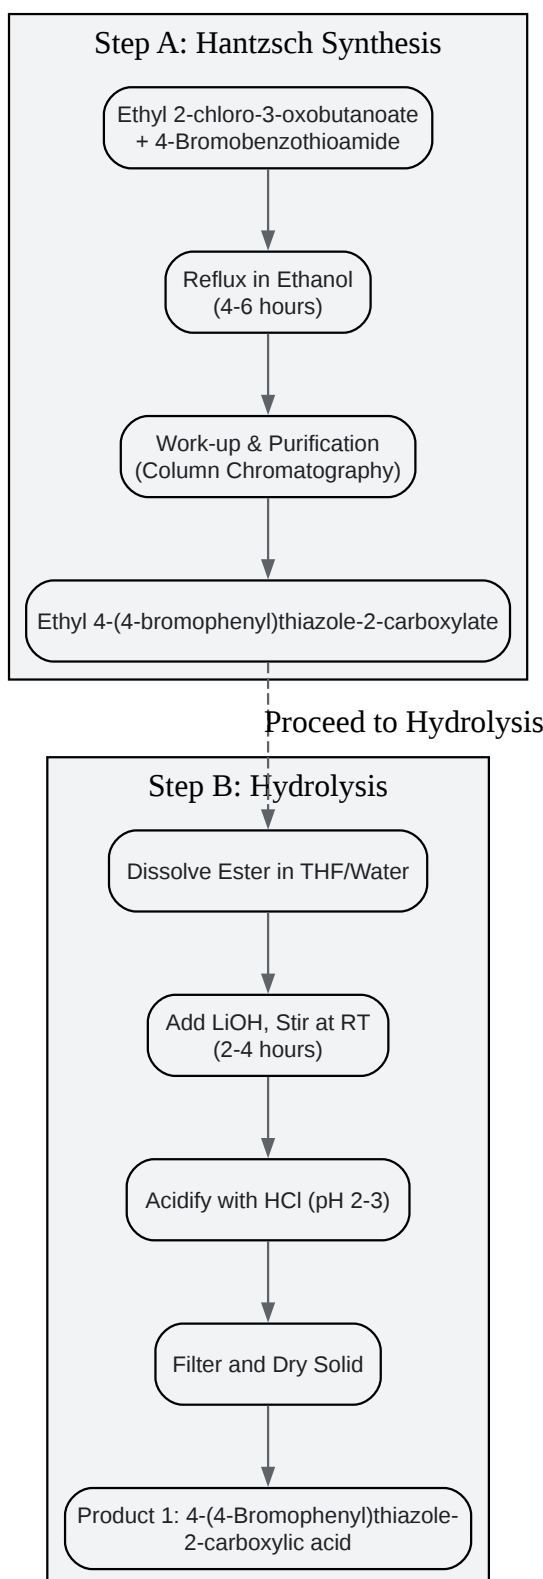 Step A: Hantzsch Synthesis
Ethyl 2-chloro-3-oxobutanoate
+ 4-Bromobenzothioamide
Reflux in Ethanol
(4-6 hours)
Work-up & Purification
(Column Chromatography)
Ethyl 4-(4-bromophenyl)thiazole-2-carboxylate
Proceed to Hydrolysis
Step B: Hydrolysis
Dissolve Ester in THF/Water
Add LiOH, Stir at RT
(2-4 hours)
Acidify with HCl (pH 2-3)
Filter and Dry Solid
Product 1: 4-(4-Bromophenyl)thiazole-
2-carboxylic acid